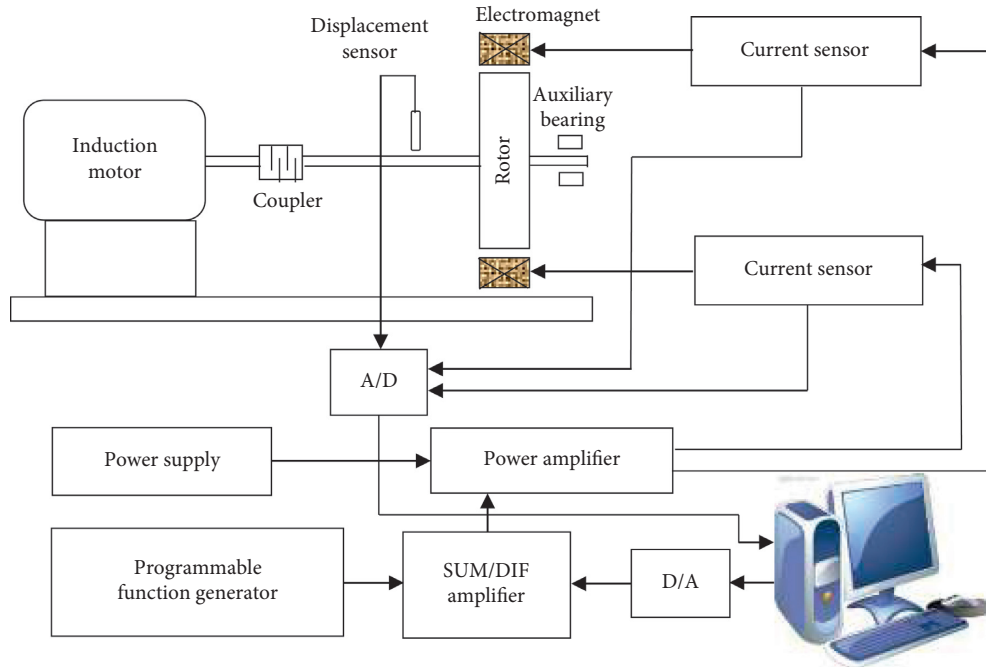 Electromagnet
Displacement
sensor
Current sensor
Auxiliary
bearing
Induction
motor
Rotor
Coupler
Current sensor
A/D
Power supply
Power amplifier
Programmable
function generator
SUM/DIF
amplifier
D/A